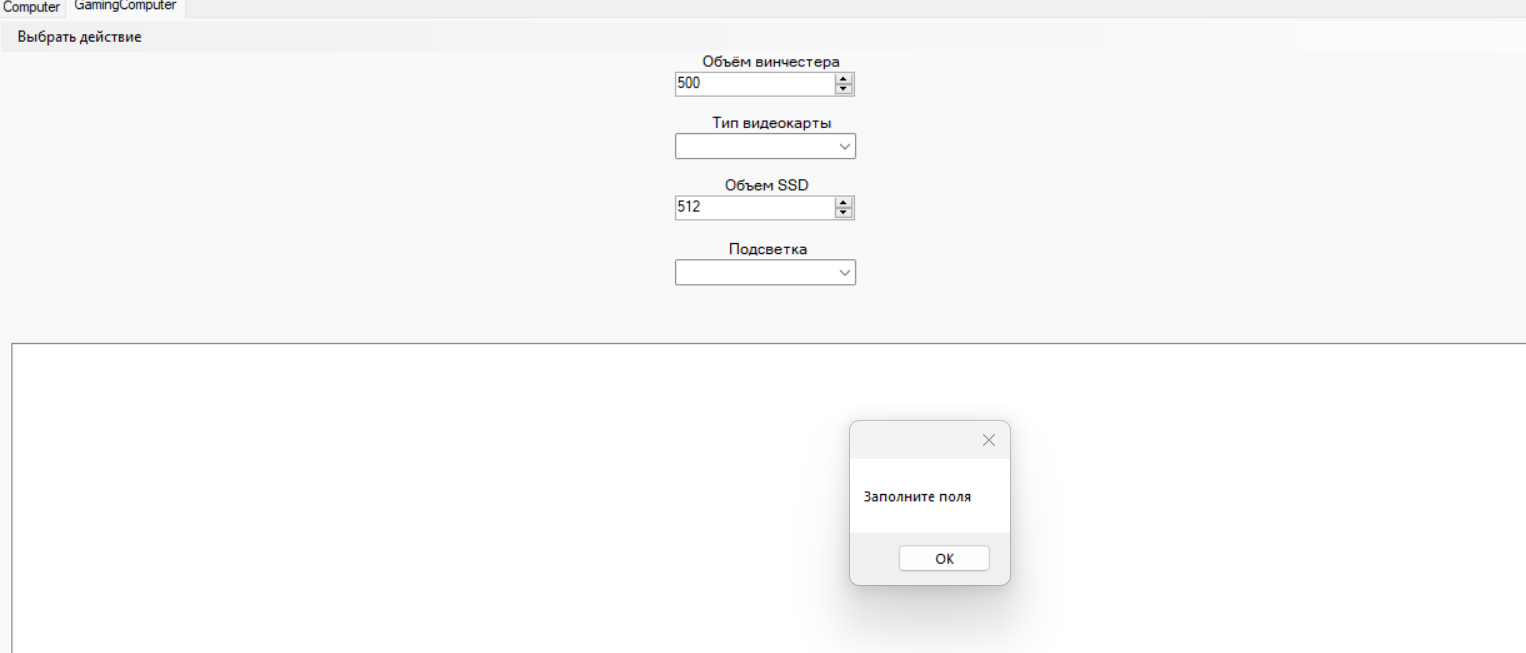 Computer GamingComputer
Выбрать действие
Объём винчестера
500
Тип видеокарты
Объем SSD
512
Подсветка
Заполните поля
OK